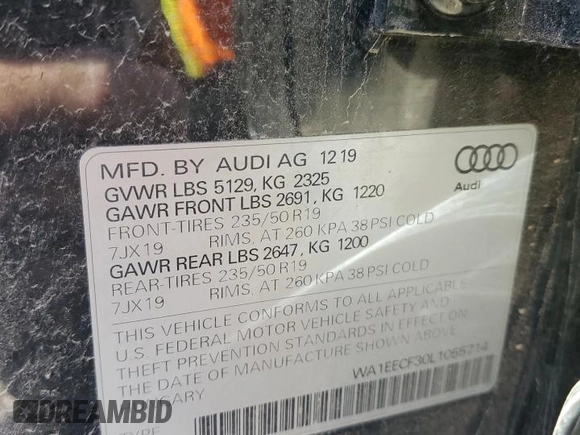 MFD. BY AUDI AG 12 19
GVWR LBS 5129, KG 2325
GAWR FRONT LBS 2691, KG 1220
FRONT-TIRES 235/50 R19
7JX19 RIMS, AT 260 KPA 38 PSI COLD
GAWR REAR LBS 2647, KG 1200
REAR-TIRES 235/50 R19
7JX19 RIMS, AT 260 KPA 38 PSI COLD
Audi
THIS VEHICLE CONFORMS TO ALL APPLICABLE
U.S. FEDERAL MOTOR VEHICLE SAFETY AND
THEFT PREVENTION STANDARDS IN EFFECT ON
THE DATE OF MANUFACTURE SHOWN ABOVE.
WA1EECF30L1065714
DREAMBID